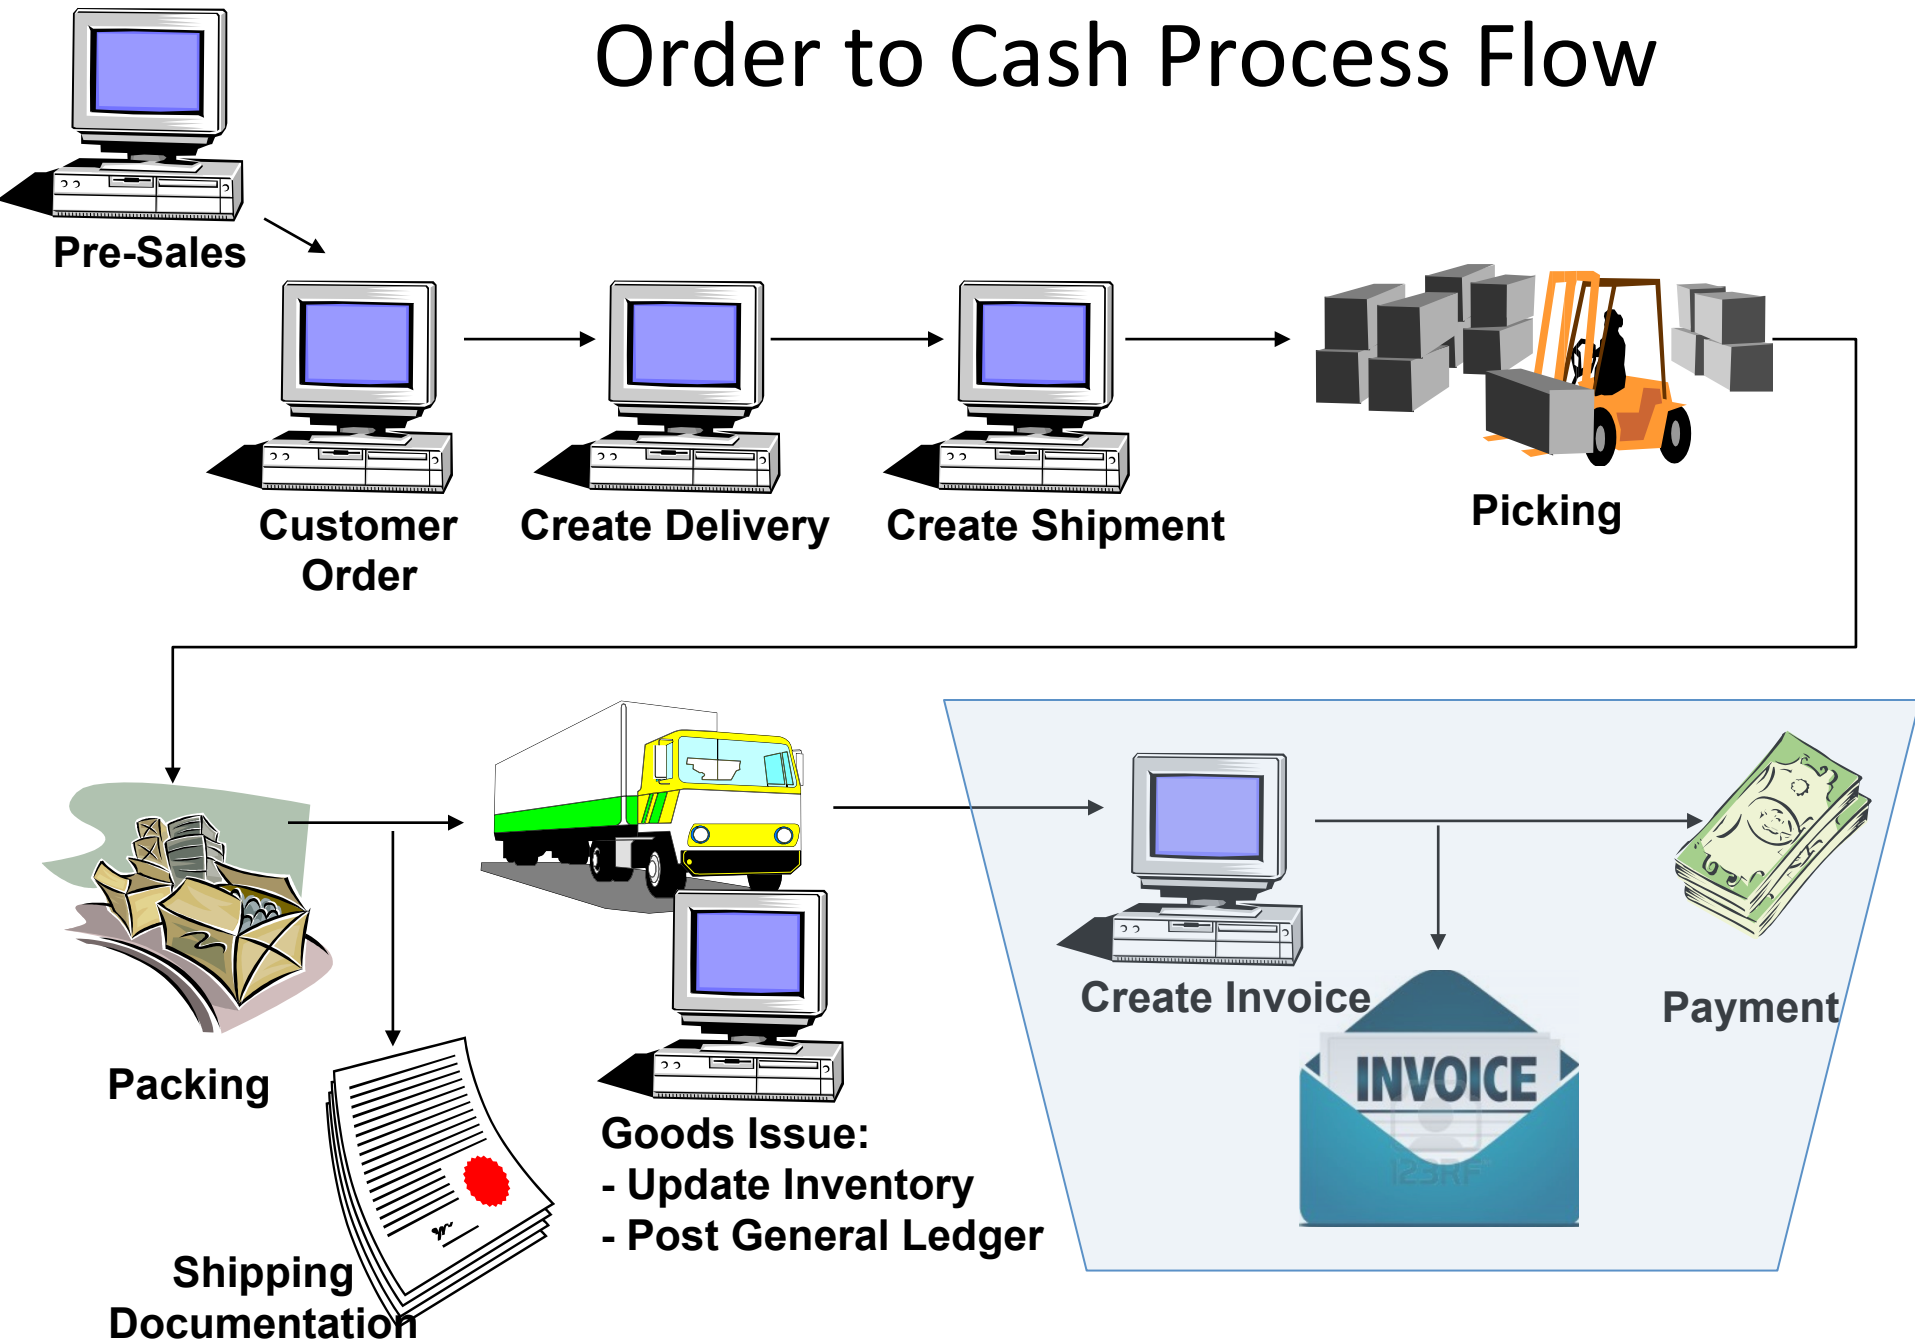 Order to Cash Process Flow
Pre-Sales
Customer
Order
Create Delivery
Create Shipment
Picking
Packing
Shipping
Documentation
Goods Issue:
- Update Inventory
- Post General Ledger
Create Invoice
INVOICE
123RF
Payment